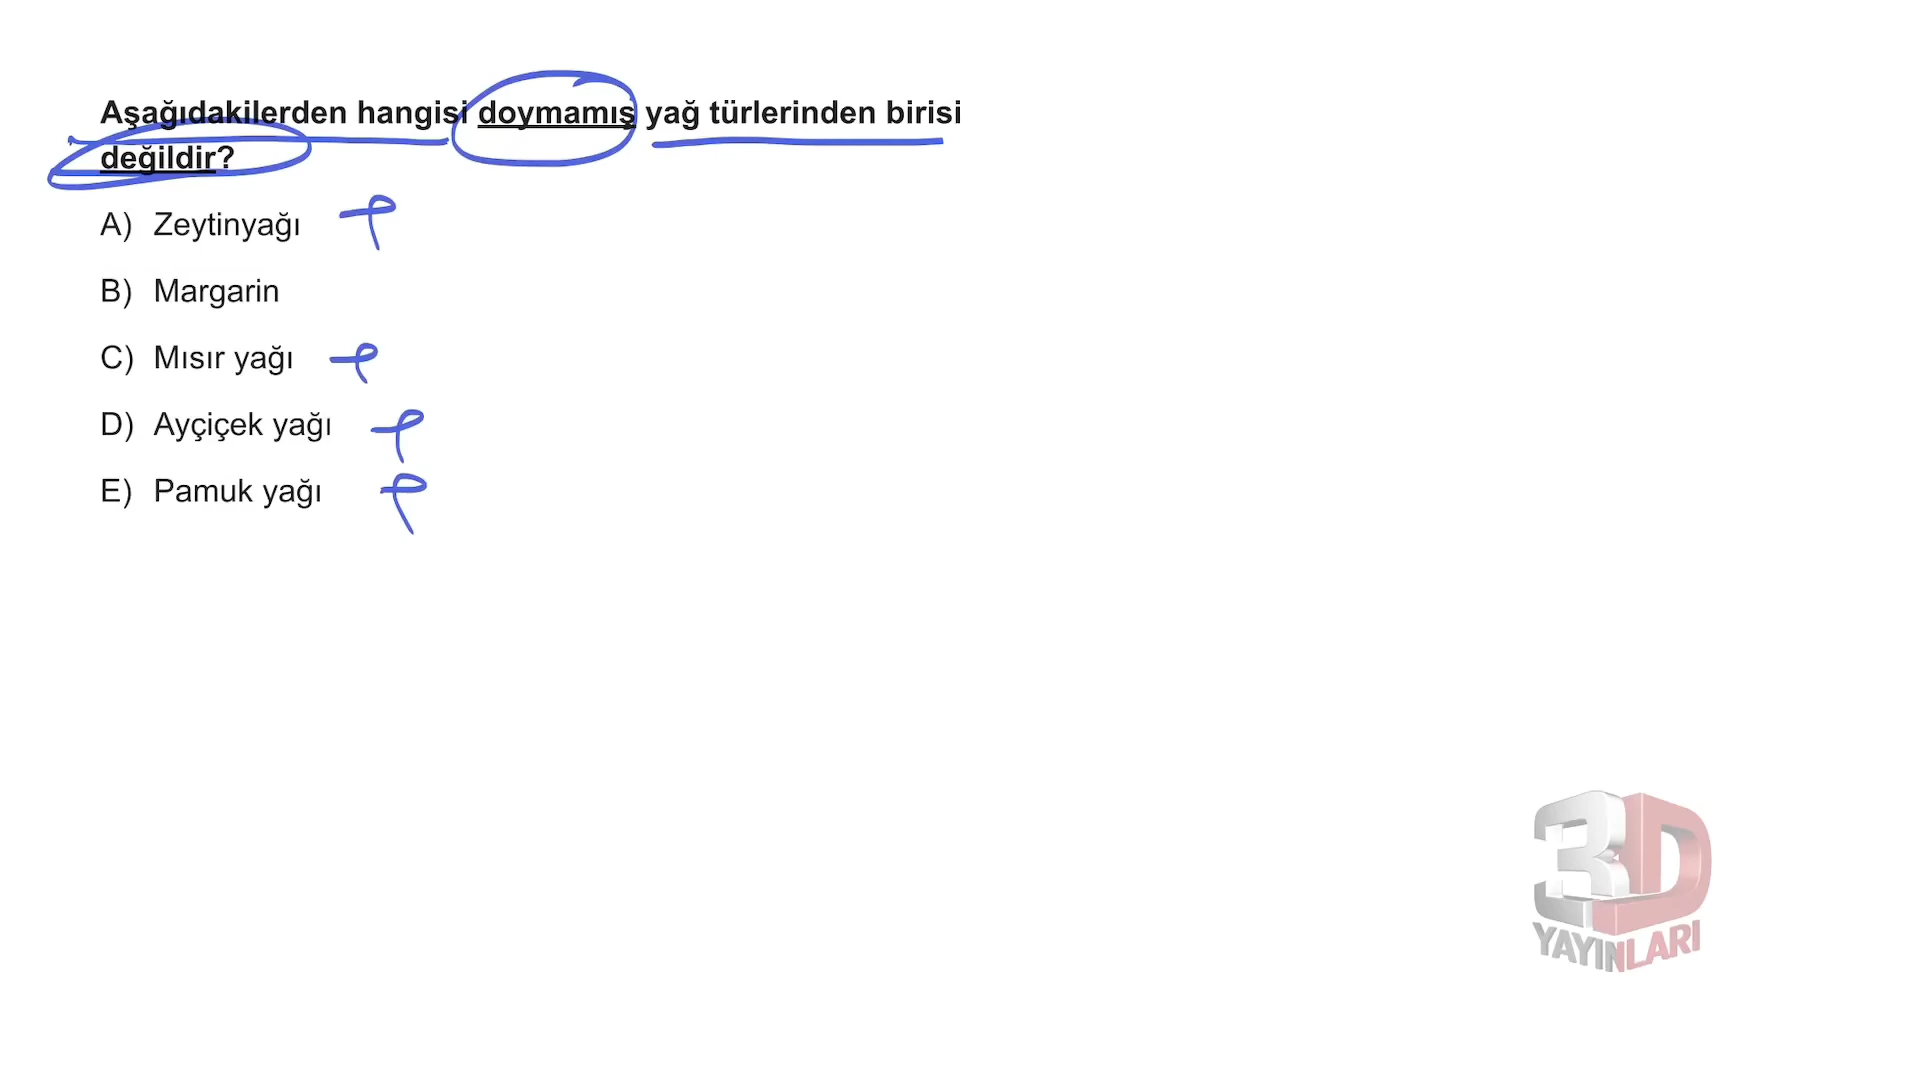 Aşağıdakilerden hangisi doymamış yağ türlerinden birisi
değildir?
A) Zeytinyağı
B) Margarin
C) Mısır yağı
D) Ayçiçek yağı
E) Pamuk yağı
3D
YAYINLARI